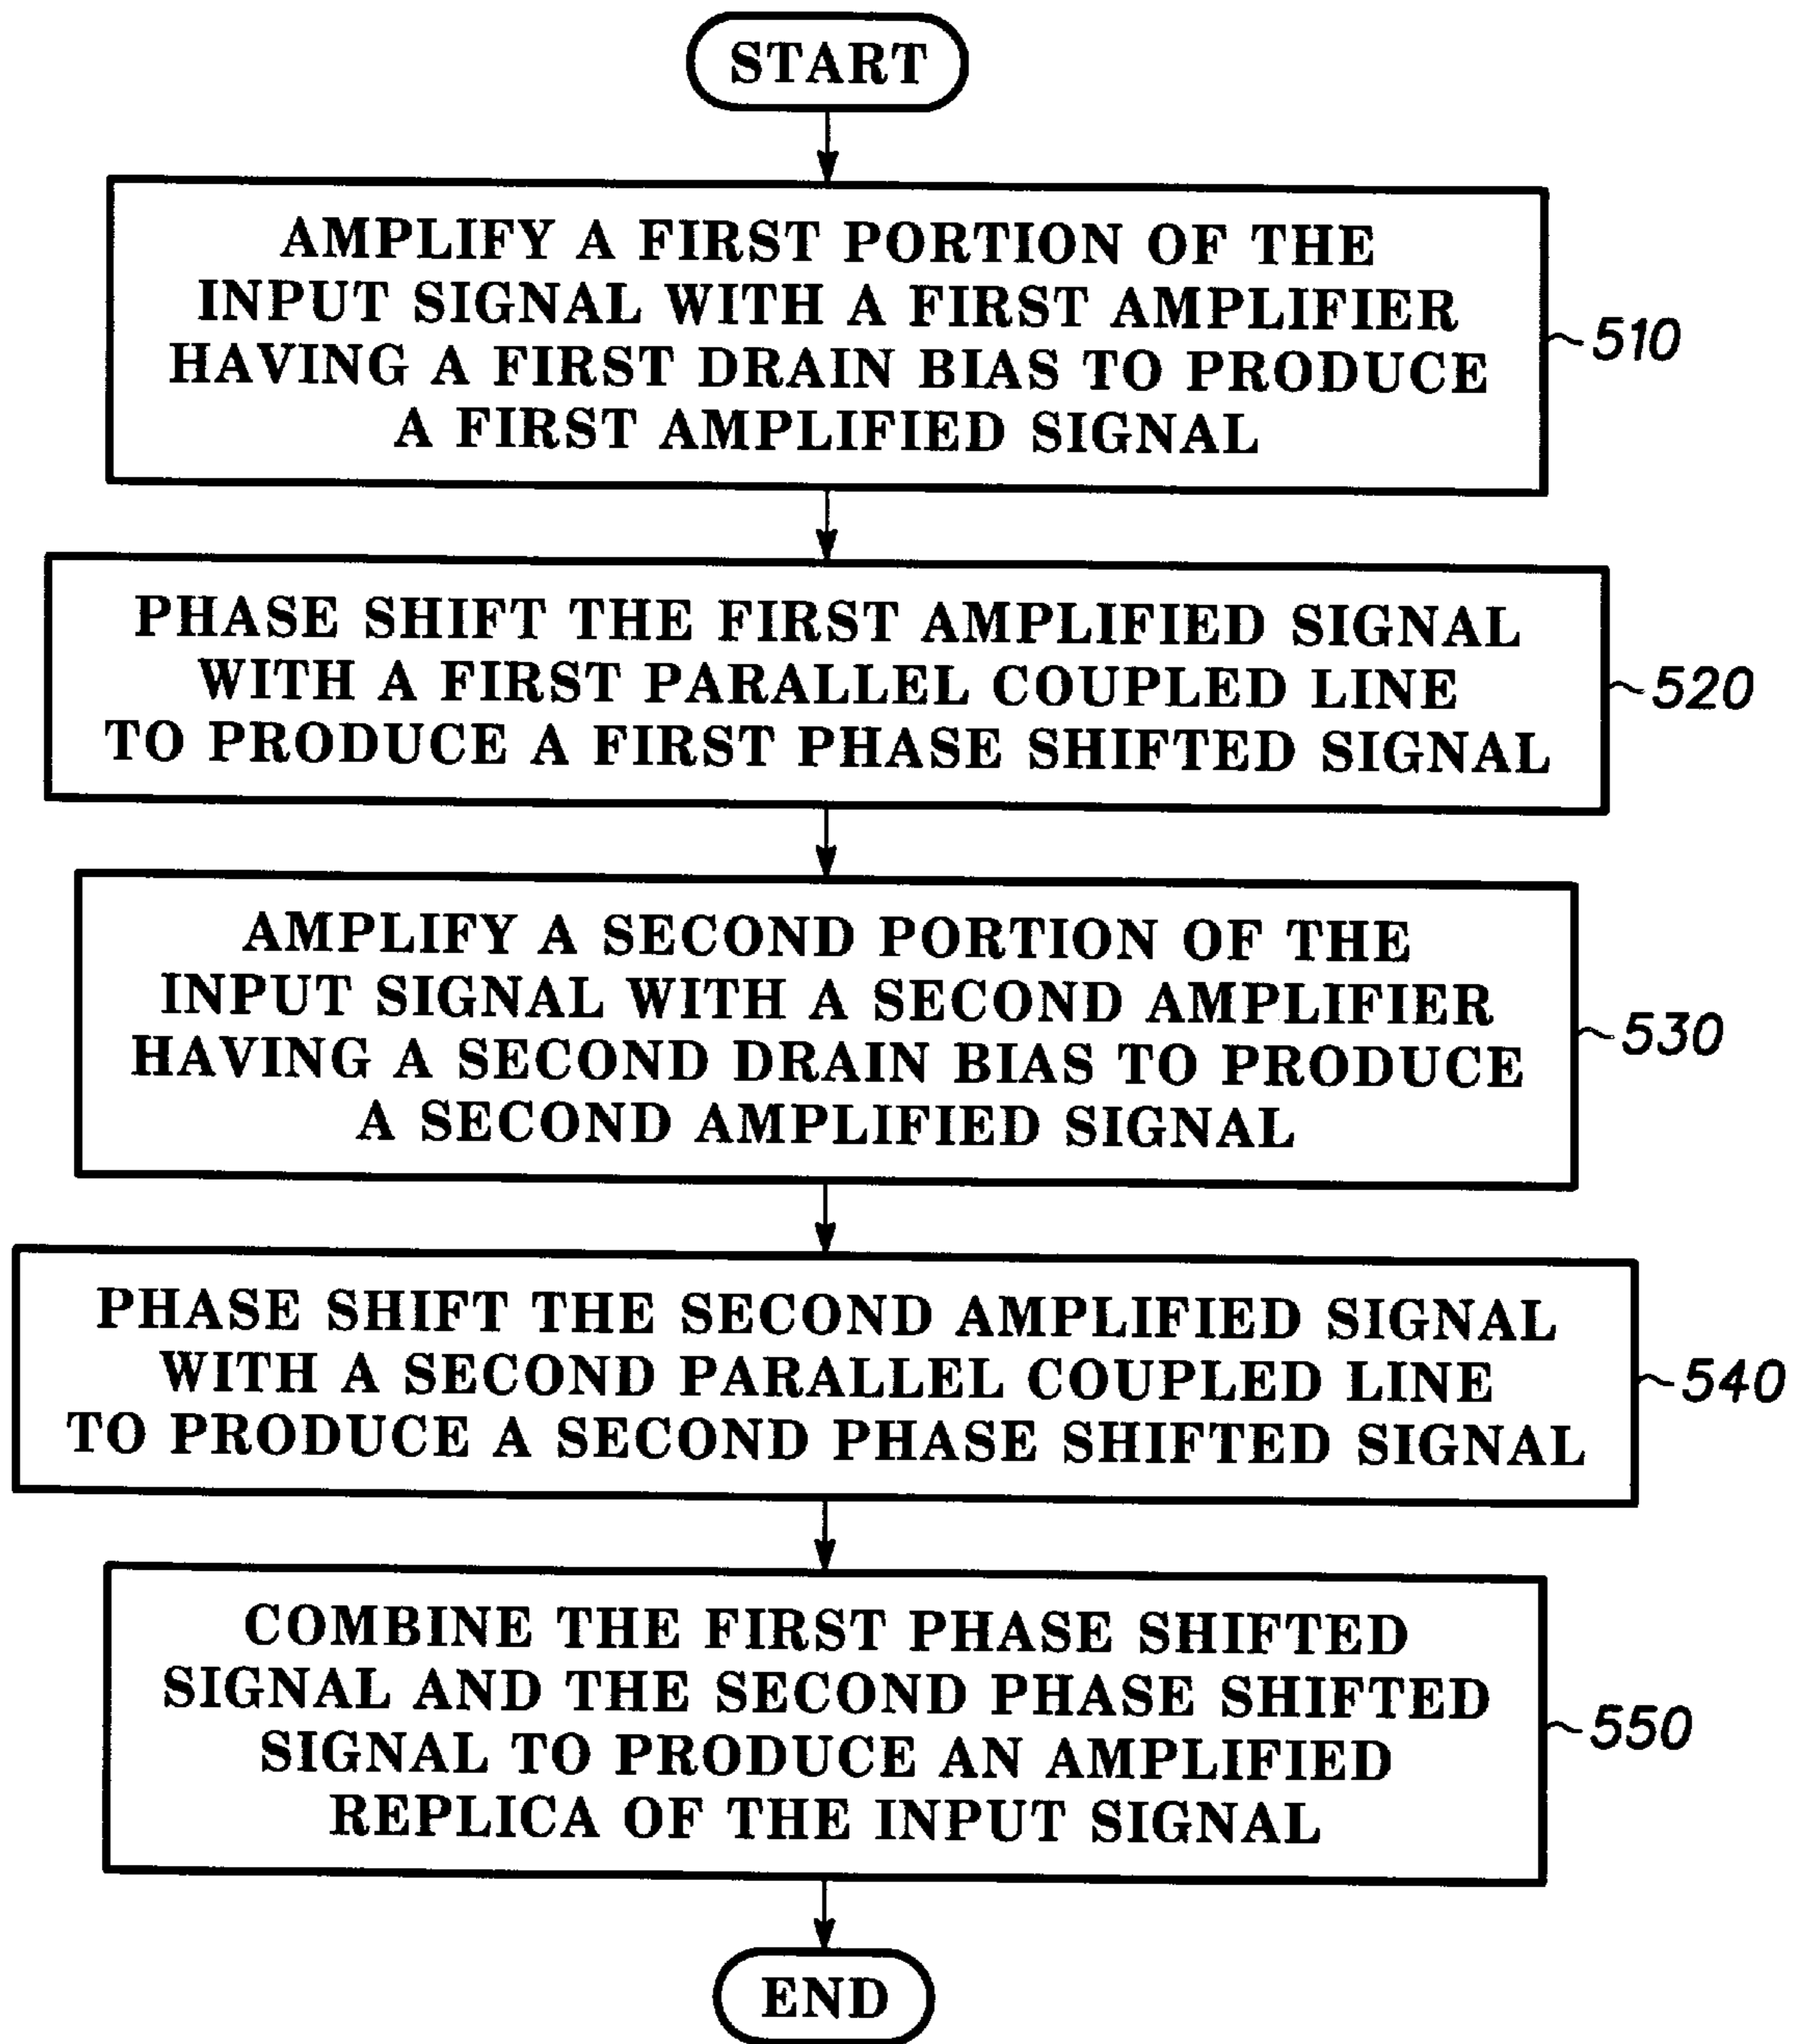 START
AMPLIFY A FIRST PORTION OF THE
INPUT SIGNAL WITH A FIRST AMPLIFIER
HAVING A FIRST DRAIN BIAS TO PRODUCE
A FIRST AMPLIFIED SIGNAL
510
PHASE SHIFT THE FIRST AMPLIFIED SIGNAL
WITH A FIRST PARALLEL COUPLED LINE
TO PRODUCE A FIRST PHASE SHIFTED SIGNAL
520
AMPLIFY A SECOND PORTION OF THE
INPUT SIGNAL WITH A SECOND AMPLIFIER
HAVING A SECOND DRAIN BIAS TO PRODUCE
A SECOND AMPLIFIED SIGNAL
530
PHASE SHIFT THE SECOND AMPLIFIED SIGNAL
WITH A SECOND PARALLEL COUPLED LINE
TO PRODUCE A SECOND PHASE SHIFTED SIGNAL
540
COMBINE THE FIRST PHASE SHIFTED
SIGNAL AND THE SECOND PHASE SHIFTED
SIGNAL TO PRODUCE AN AMPLIFIED
REPLICA OF THE INPUT SIGNAL
550
END